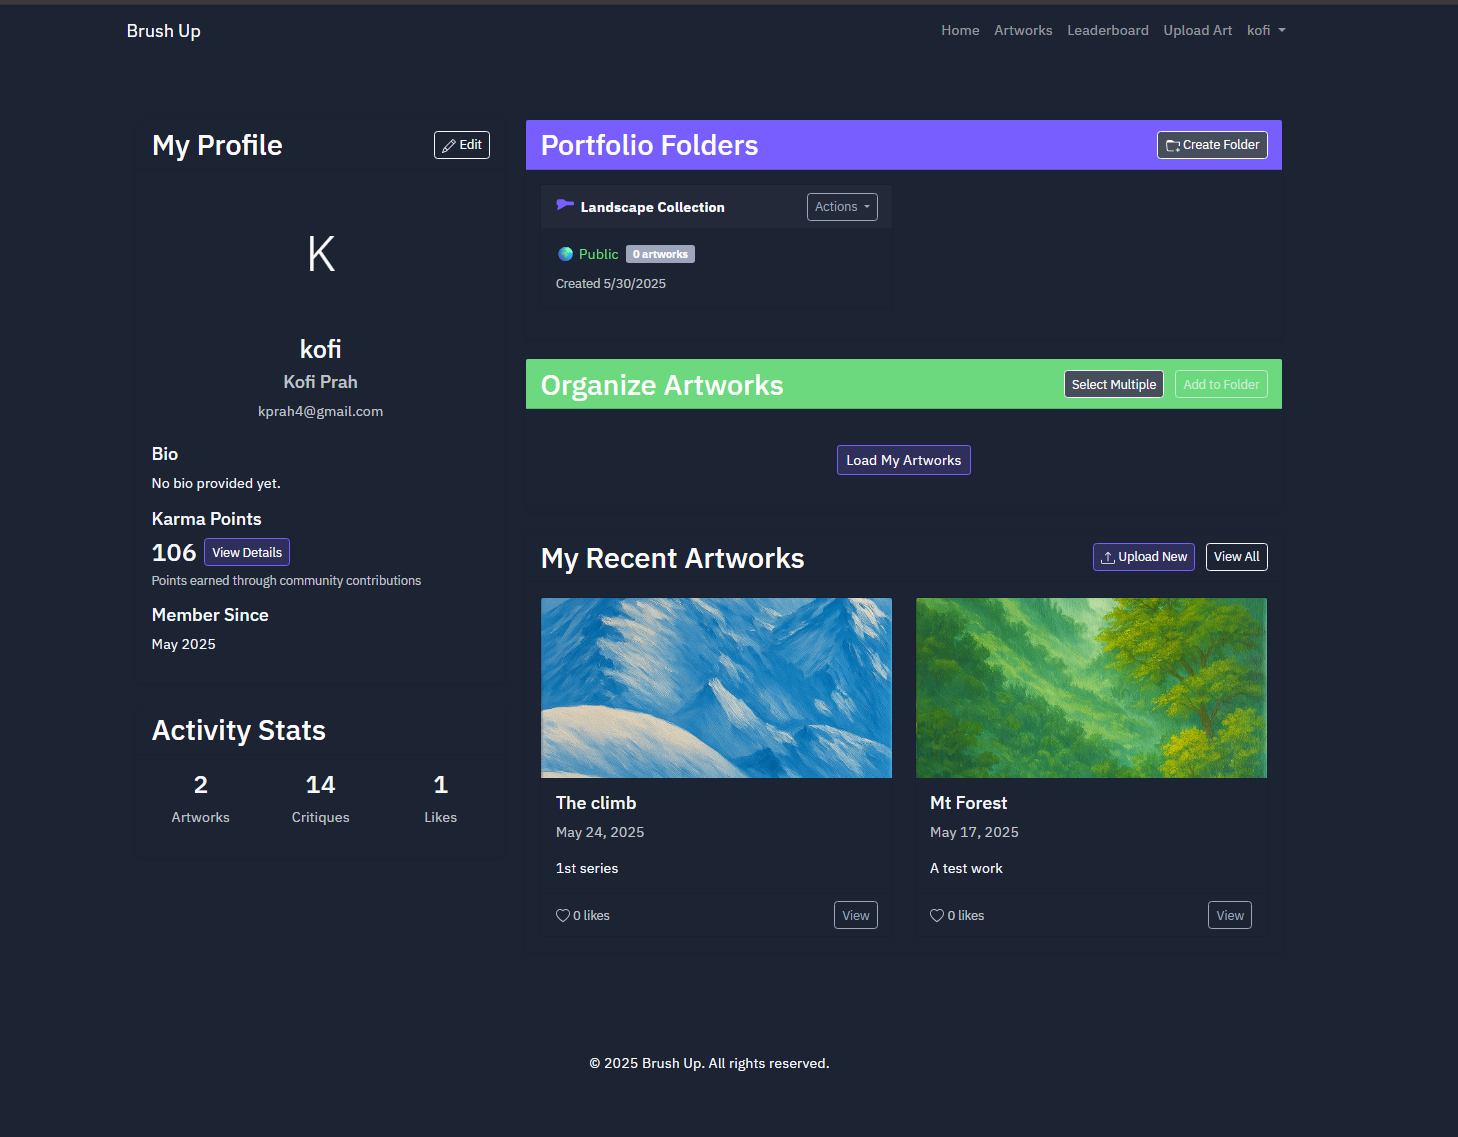 Brush Up
Home Artworks Leaderboard Upload Art kofi
My Profile
Edit
K
kofi
Kofi Prah
kprah4@gmail.com
Bio
No bio provided yet.
Karma Points
106 View Details
Points earned through community contributions
Member Since
May 2025
Activity Stats
2 14 1
Artworks Critiques Likes
Portfolio Folders
Create Folder
Landscape Collection
Actions
Public 0 artworks
Created 5/30/2025
Organize Artworks
Select Multiple Add to Folder
Load My Artworks
My Recent Artworks
Upload New View All
The climb
May 24, 2025
1st series
0 likes View
Mt Forest
May 17, 2025
A test work
0 likes View
© 2025 Brush Up. All rights reserved.